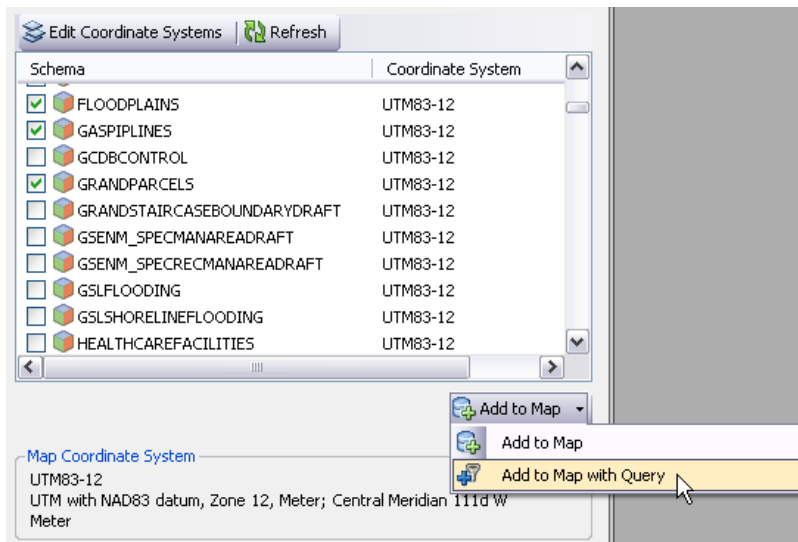 Edit Coordinate Systems Refresh
Schema Coordinate System
FLOODPLAINS UTM83-12
GASPIPLINES UTM83-12
GCDBCONTROL UTM83-12
GRANDPARCELS UTM83-12
GRANDSTAIRCASEBOUNDARYDRAFT UTM83-12
GSENM_SPECMANAREADRAFT UTM83-12
GSENM_SPECRECMANAREADRAFT UTM83-12
GSLFLOODING UTM83-12
GSLSHORELINEFLOODING UTM83-12
HEALTHCAREFACILITIES UTM83-12
Add to Map
Add to Map
Add to Map with Query
Map Coordinate System
UTM83-12
UTM with NAD83 datum, Zone 12, Meter; Central Meridian 111d W
Meter